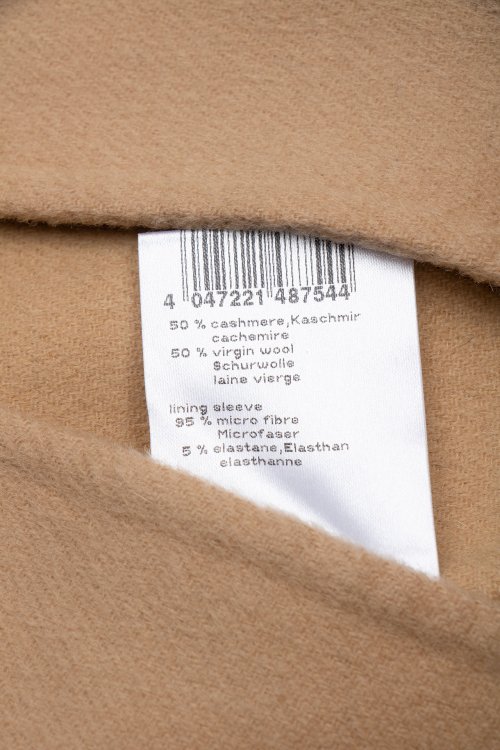 4 047221 487544
50 % cashmere,Kaschmir
cachemire
50 % virgin wool
Schurwolle
laine vierge
lining sleeve
95 % micro fibre
Microfaser
5 % elastane,Elasthan
elasthanne